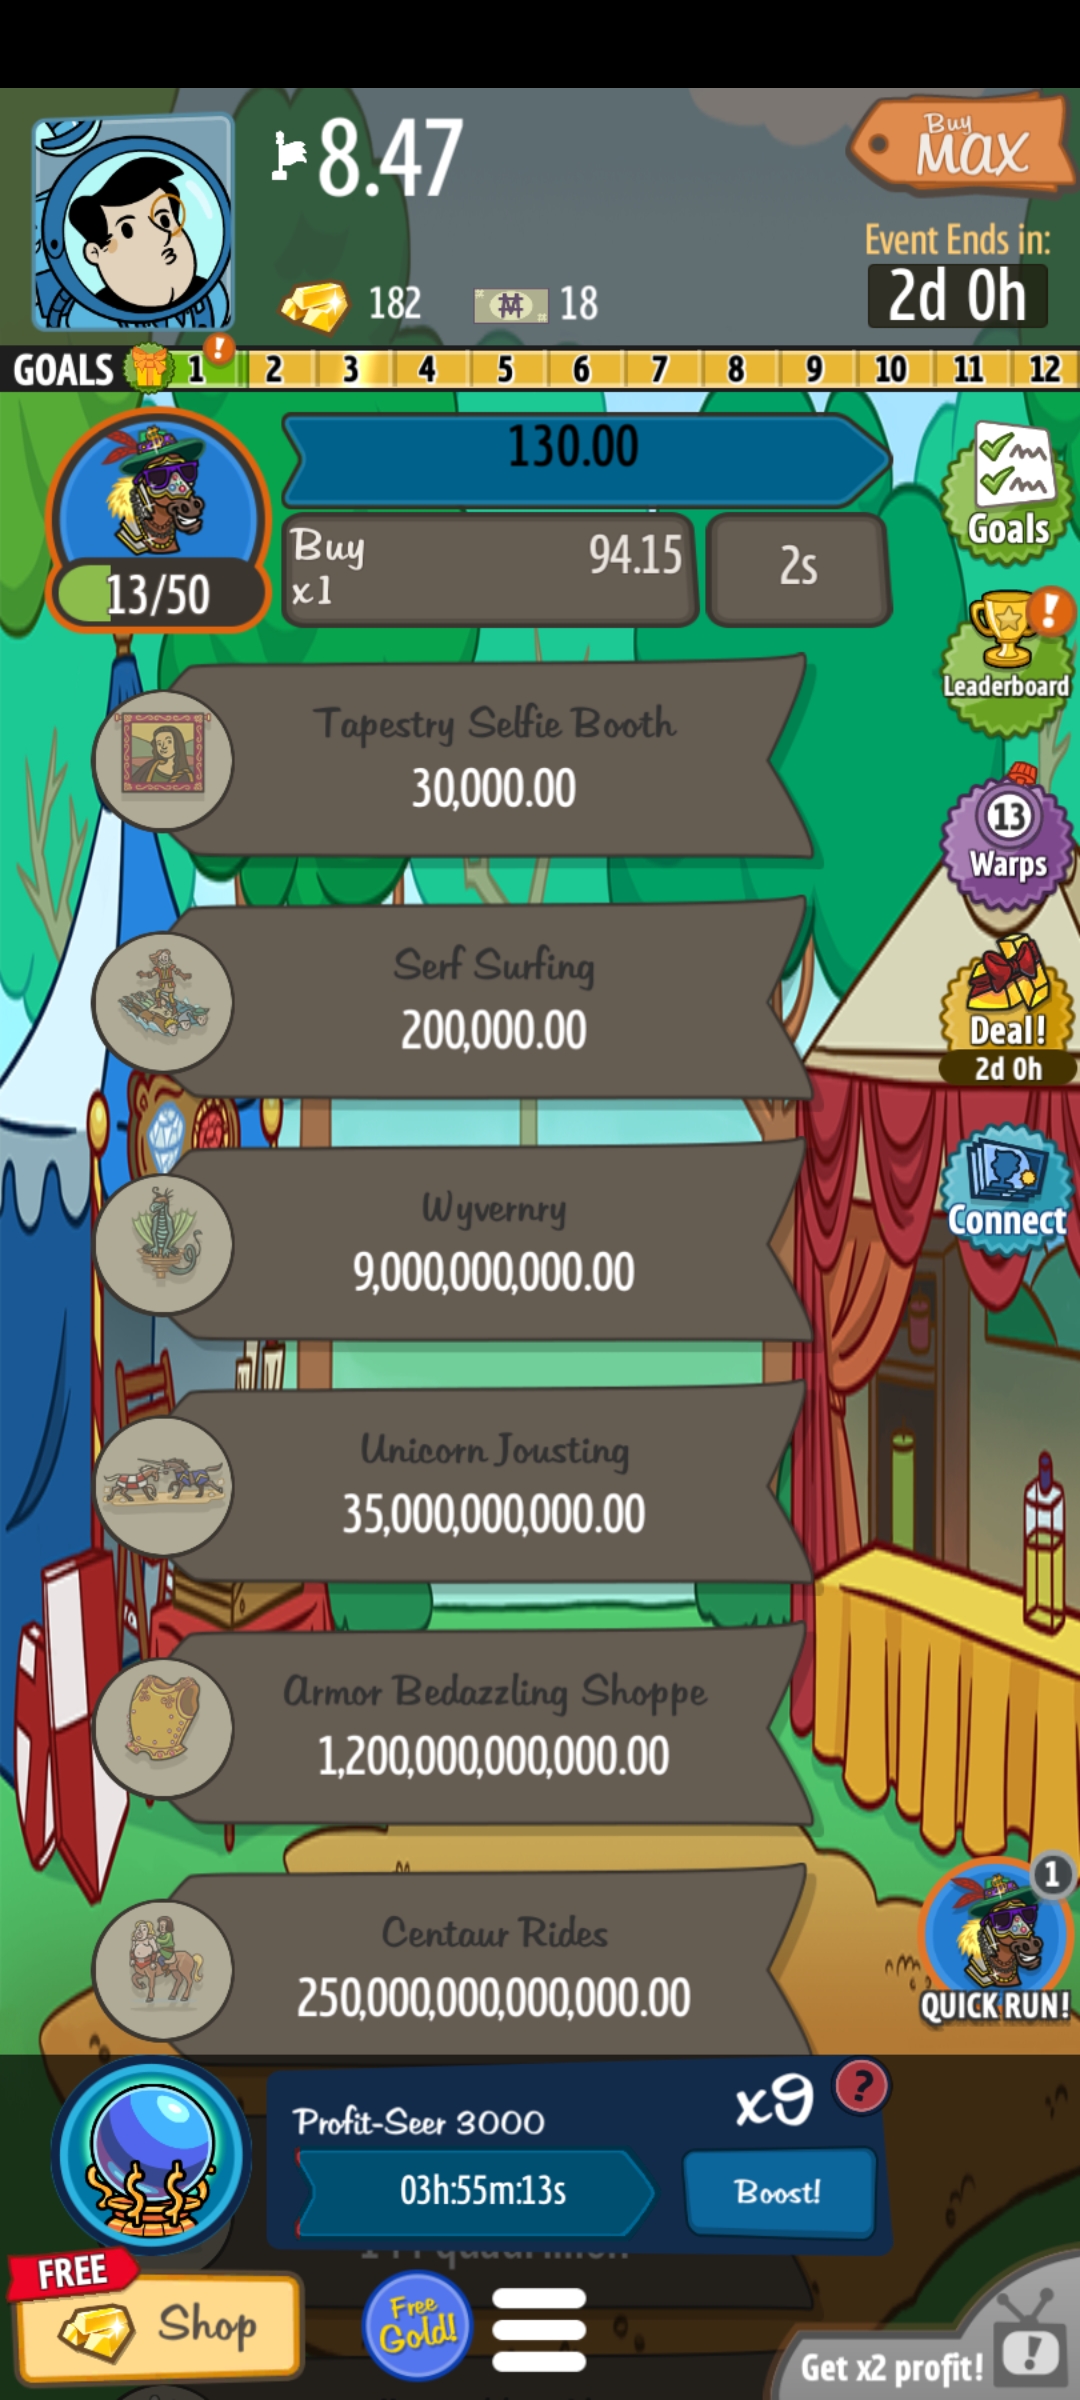 8.47
Buy
MAX
182
18
Event Ends in:
2d 0h
GOALS 1 ! 2 3 4 5 6 7 8 9 10 11 12
130.00
Buy
x1
94.15
2s
13/50
Goals
!
Leaderboard
Tapestry Selfie Booth
30,000.00
13
Warps
Serf Surfing
200,000.00
Deal!
2d 0h
Wyvernry
9,000,000,000.00
Connect
Unicorn Jousting
35,000,000,000.00
Armor Bedazzling Shoppe
1,200,000,000,000.00
Centaur Rides
250,000,000,000,000.00
1
QUICK RUN!
Profit-Seer 3000
x9
?
03h:55m:13s
Boost!
FREE
Shop
Free
Gold!
Get x2 profit!
!